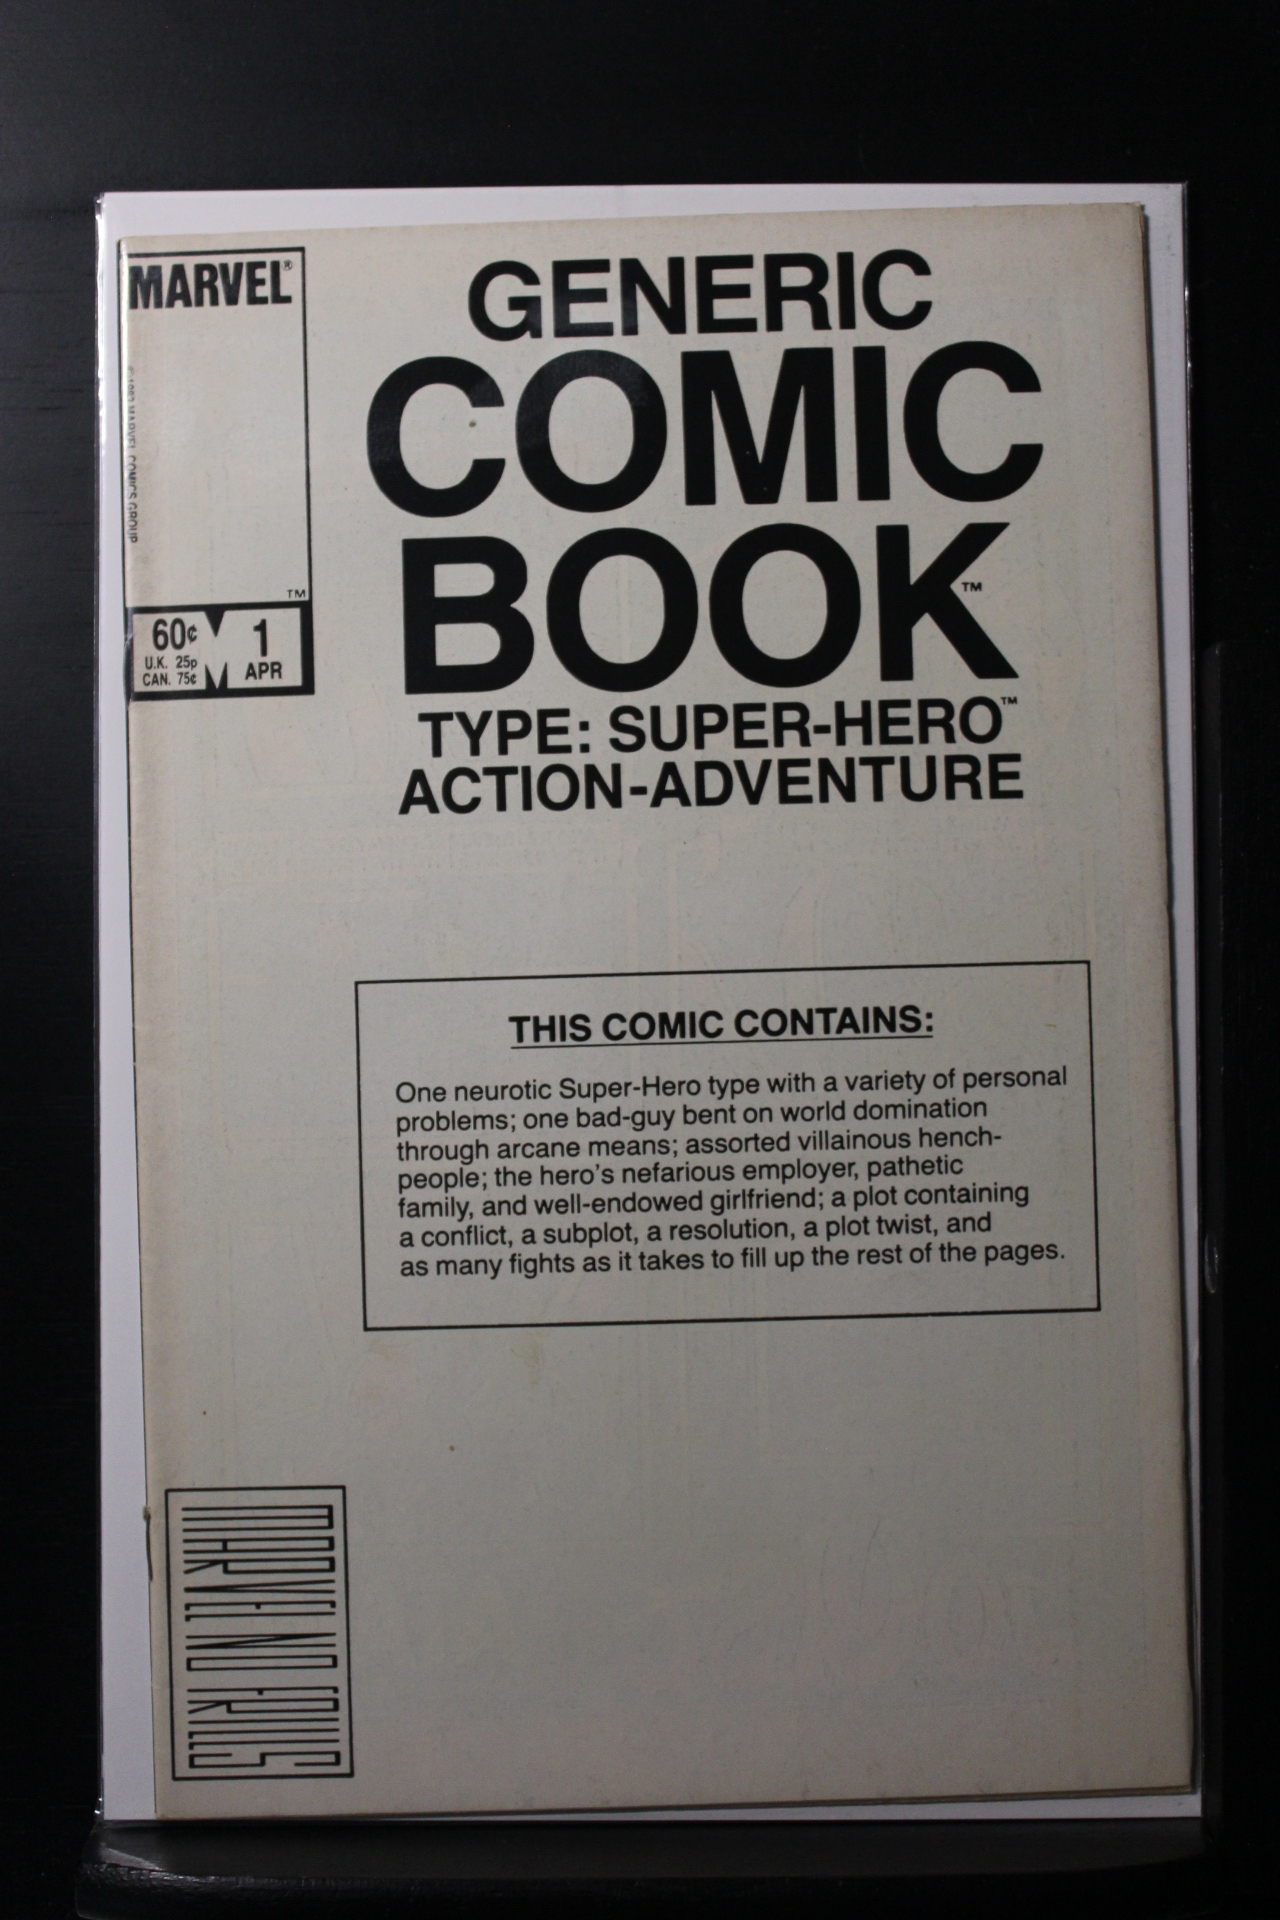 MARVEL®
GENERIC
COMIC
BOOK™
TYPE: SUPER-HERO™
ACTION-ADVENTURE
© 1983 MARVEL COMICS GROUP
TM
60¢
U.K. 25p
CAN. 75¢
1
APR
THIS COMIC CONTAINS:
One neurotic Super-Hero type with a variety of personal
problems; one bad-guy bent on world domination
through arcane means; assorted villainous hench-
people; the hero's nefarious employer, pathetic
family, and well-endowed girlfriend; a plot containing
a conflict, a subplot, a resolution, a plot twist, and
as many fights as it takes to fill up the rest of the pages.
MARVEL NO FRILLS